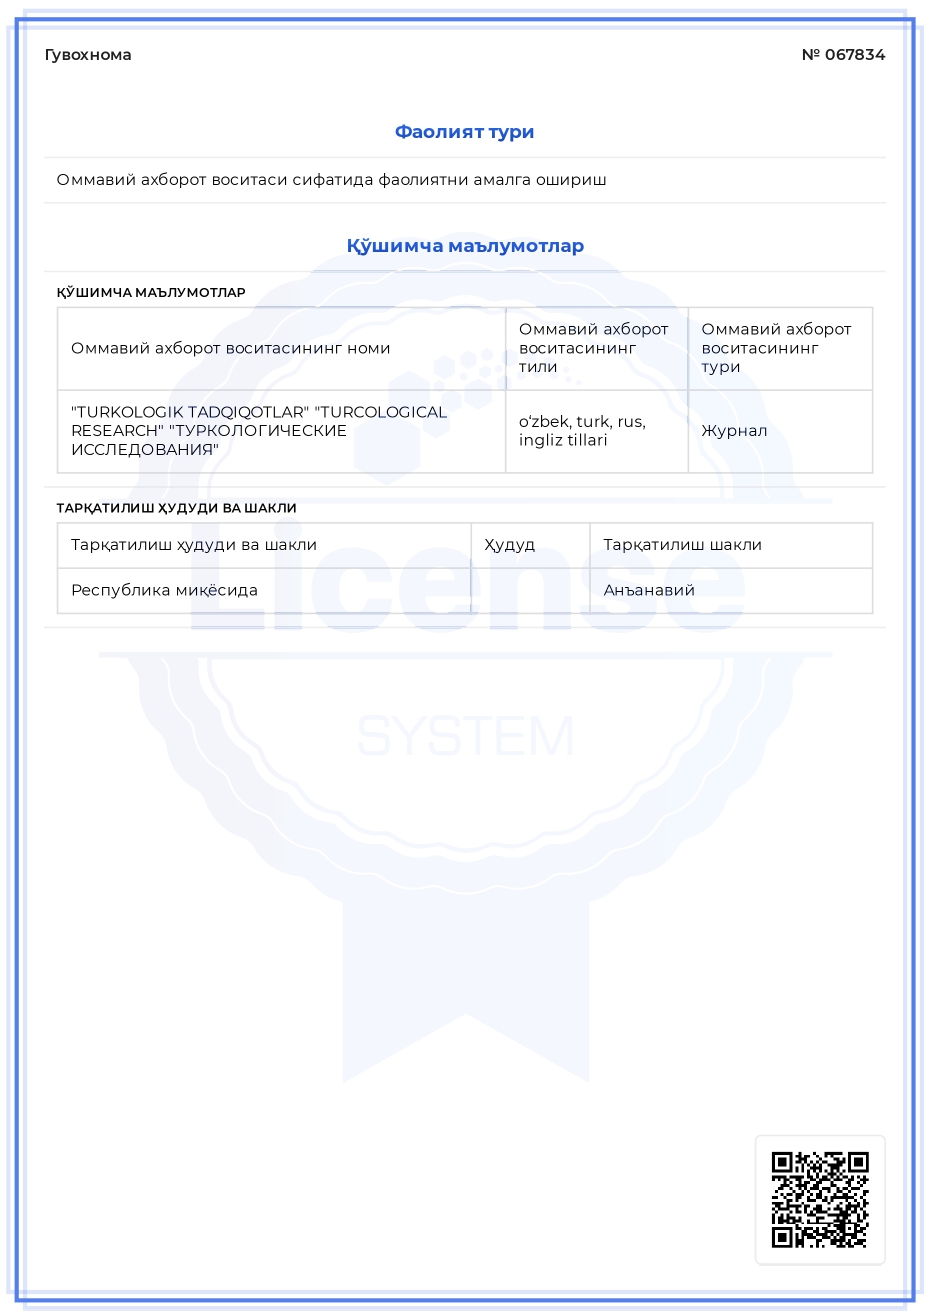 Гувохнома
№ 067834
Фаолият тури
Оммавий ахборот воситаси сифатида фаолиятни амалга ошириш
Қўшимча маълумотлар
ҚЎШИМЧА МАЪЛУМОТЛАР
Оммавий ахборот воситасининг номи
Оммавий ахборот
воситасининг
тили
Оммавий ахборот
воситасининг
тури
"TURKOLOGIK TADQIQOTLAR" "TURCOLOGICAL
RESEARCH" "ТУРКОЛОГИЧЕСКИЕ
ИССЛЕДОВАНИЯ"
oʻzbek, turk, rus,
ingliz tillari
Журнал
ТАРҚАТИЛИШ ҲУДУДИ ВА ШАКЛИ
Тарқатилиш ҳудуди ва шакли
Ҳудуд
Тарқатилиш шакли
Республика миқёсида
Анъанавий
License
SYSTEM